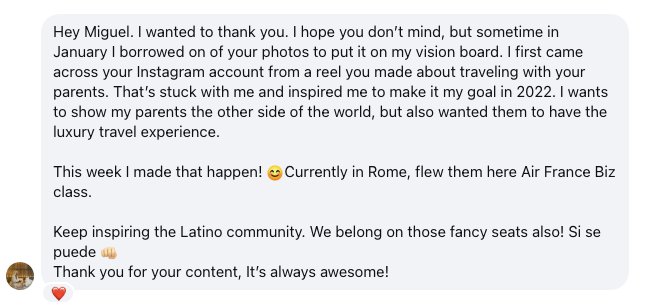 Hey Miguel. I wanted to thank you. I hope you don’t mind, but sometime in
January I borrowed on of your photos to put it on my vision board. I first came
across your Instagram account from a reel you made about traveling with your
parents. That’s stuck with me and inspired me to make it my goal in 2022. I wants
to show my parents the other side of the world, but also wanted them to have the
luxury travel experience.
This week I made that happen! 😊Currently in Rome, flew them here Air France Biz
class.
Keep inspiring the Latino community. We belong on those fancy seats also! Si se
puede 👊🏼
Thank you for your content, It’s always awesome!